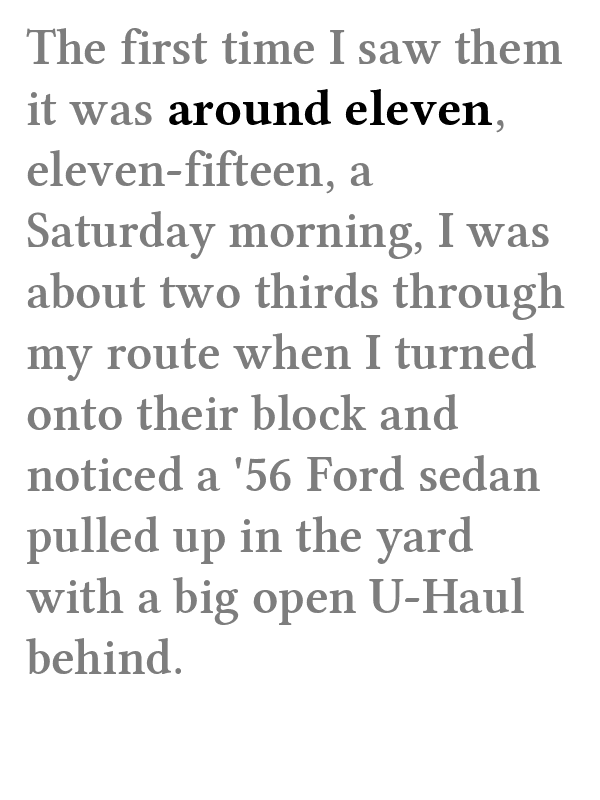 The first time I saw them
it was around eleven,
eleven-fifteen, a
Saturday morning, I was
about two thirds through
my route when I turned
onto their block and
noticed a '56 Ford sedan
pulled up in the yard
with a big open U-Haul
behind.